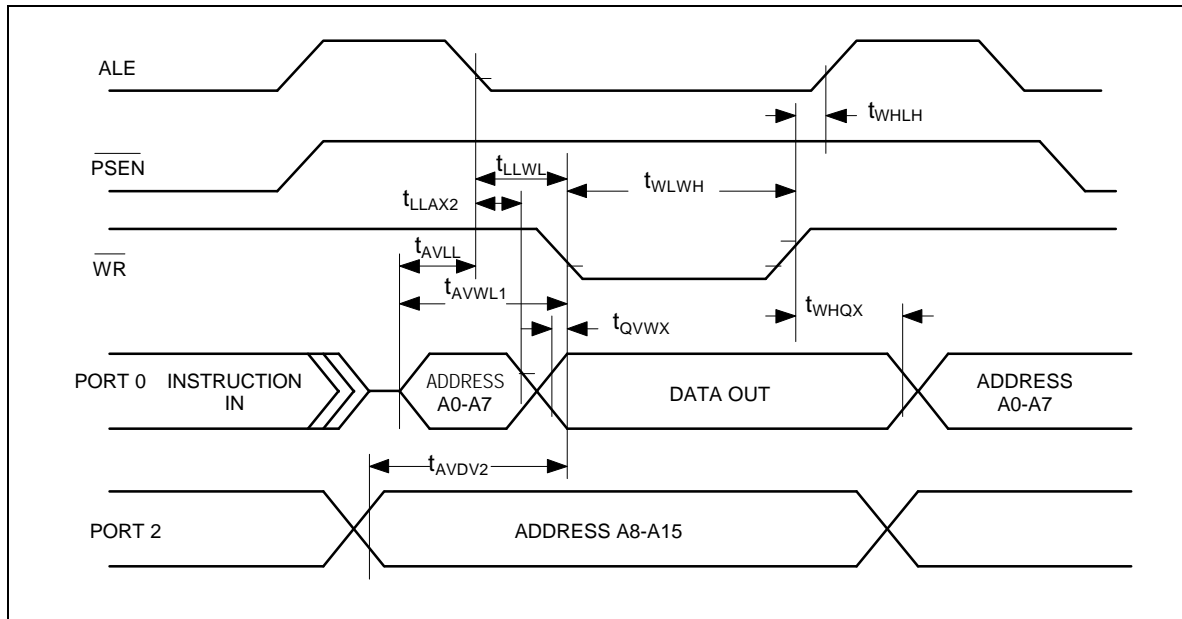 ALE
tWHLH
PSEN
tLLWL
tWLWH
tLLAX2
tAVLL
WR
tAVWL1
tWHQX
tQVWX
PORT 0
INSTRUCTION
IN
ADDRESS
A0-A7
DATA OUT
ADDRESS
A0-A7
tAVDV2
PORT 2
ADDRESS A8-A15